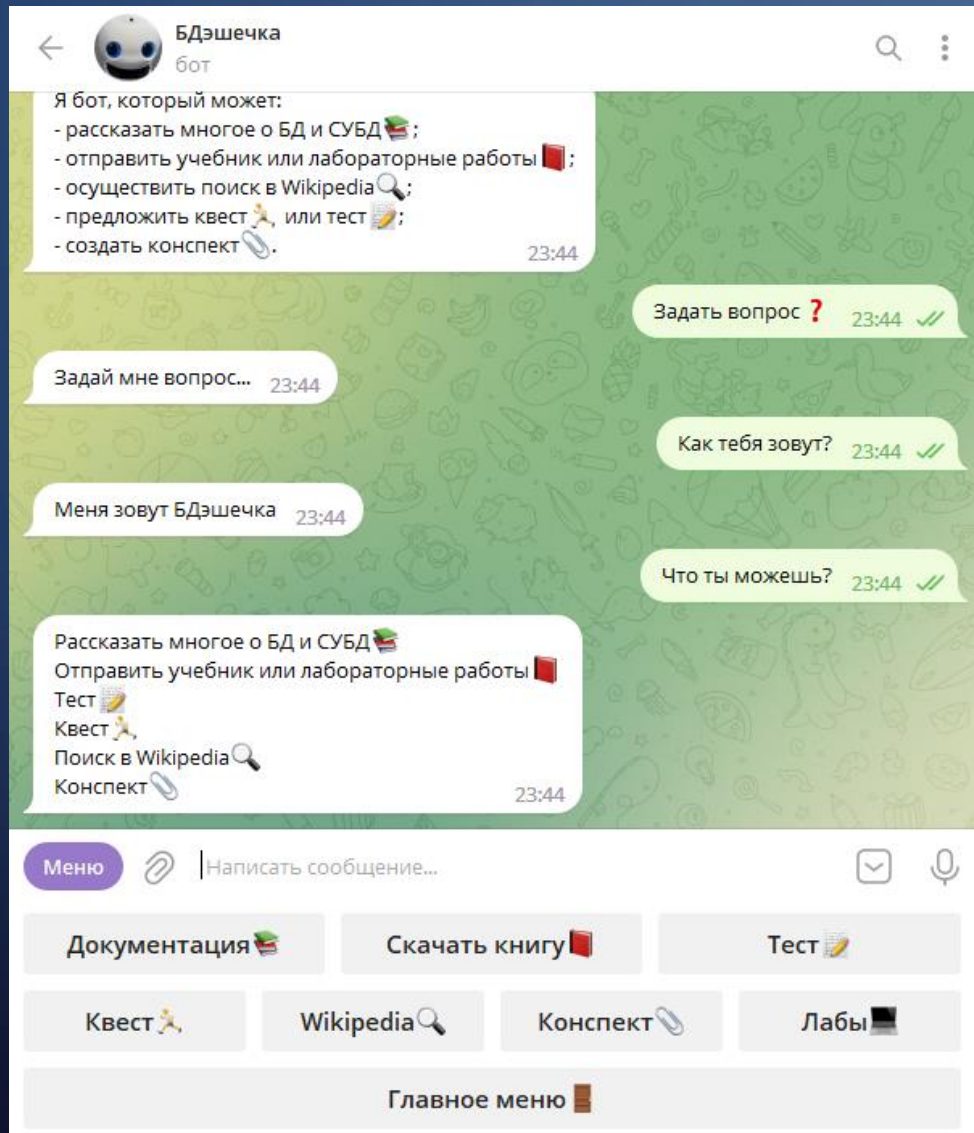 БДэшечка
бот
Я бот, который может:
- рассказать многое о БД и СУБД📚;
- отправить учебник или лабораторные работы📕;
- осуществить поиск в Wikipedia🔍;
- предложить квест🏃 или тест📝;
- создать конспект📎.
23:44
Задать вопрос❓ 23:44
Задай мне вопрос... 23:44
Как тебя зовут? 23:44
Меня зовут БДэшечка 23:44
Что ты можешь? 23:44
Рассказать многое о БД и СУБД📚
Отправить учебник или лабораторные работы📕
Тест📝
Квест🏃
Поиск в Wikipedia🔍
Конспект📎
23:44
Меню Написать сообщение...
Документация📚 Скачать книгу📕 Тест📝
Квест🏃 Wikipedia🔍 Конспект📎 Лабы💻
Главное меню🚪